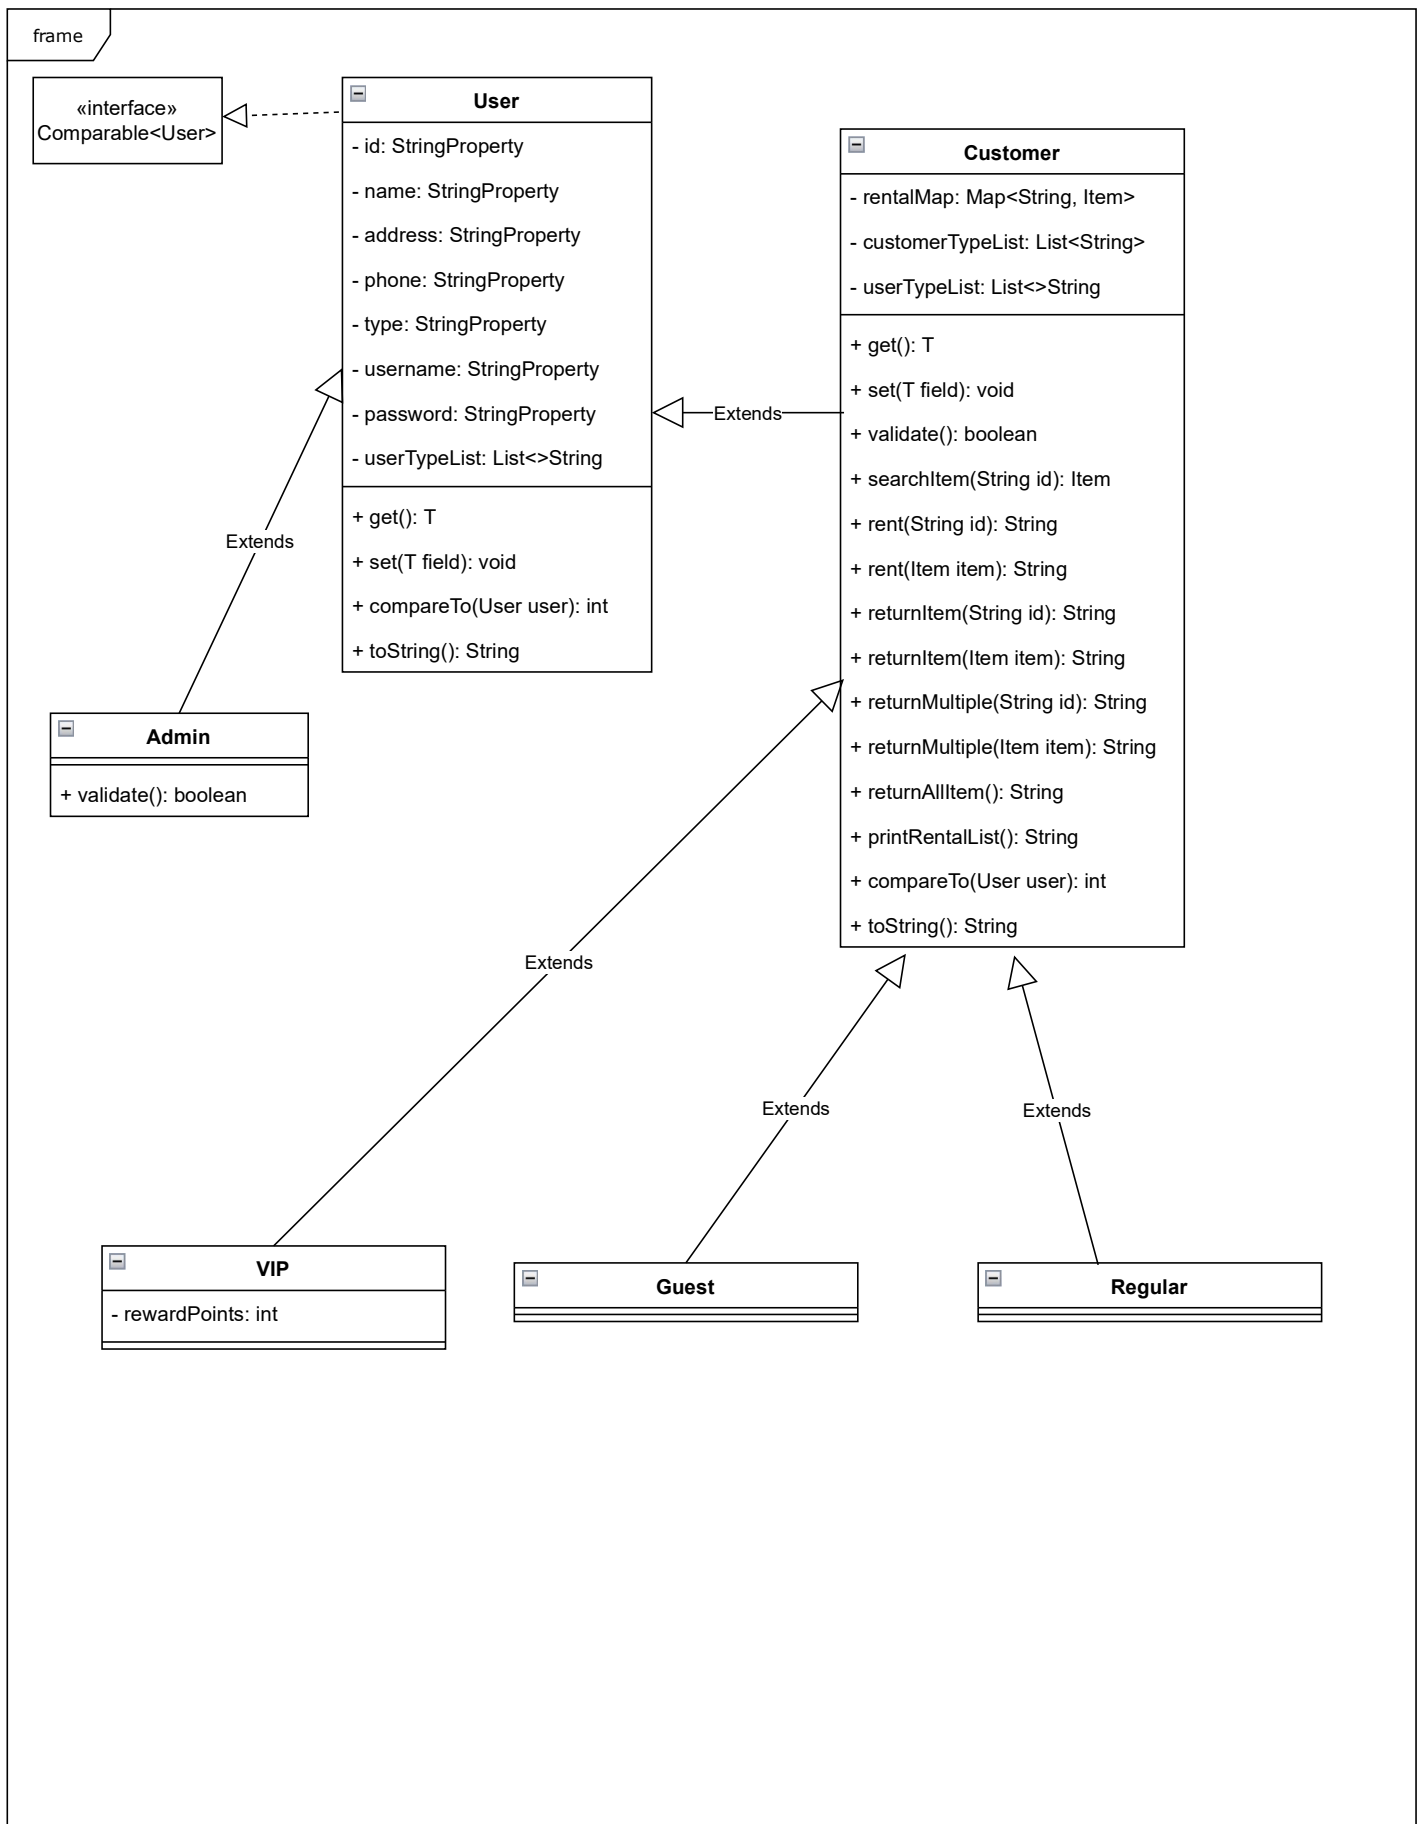 frame
«interface»
Comparable<User>
User
- id: StringProperty
- name: StringProperty
- address: StringProperty
- phone: StringProperty
- type: StringProperty
- username: StringProperty
- password: StringProperty
- userTypeList: List<>String
+ get(): T
+ set(T field): void
+ compareTo(User user): int
+ toString(): String
Customer
- rentalMap: Map<String, Item>
- customerTypeList: List<String>
- userTypeList: List<>String
+ get(): T
+ set(T field): void
+ validate(): boolean
+ searchItem(String id): Item
+ rent(String id): String
+ rent(Item item): String
+ returnItem(String id): String
+ returnItem(Item item): String
+ returnMultiple(String id): String
+ returnMultiple(Item item): String
+ returnAllItem(): String
+ printRentalList(): String
+ compareTo(User user): int
+ toString(): String
Extends
Extends
Admin
+ validate(): boolean
Extends
Extends
Extends
VIP
- rewardPoints: int
Guest
Regular